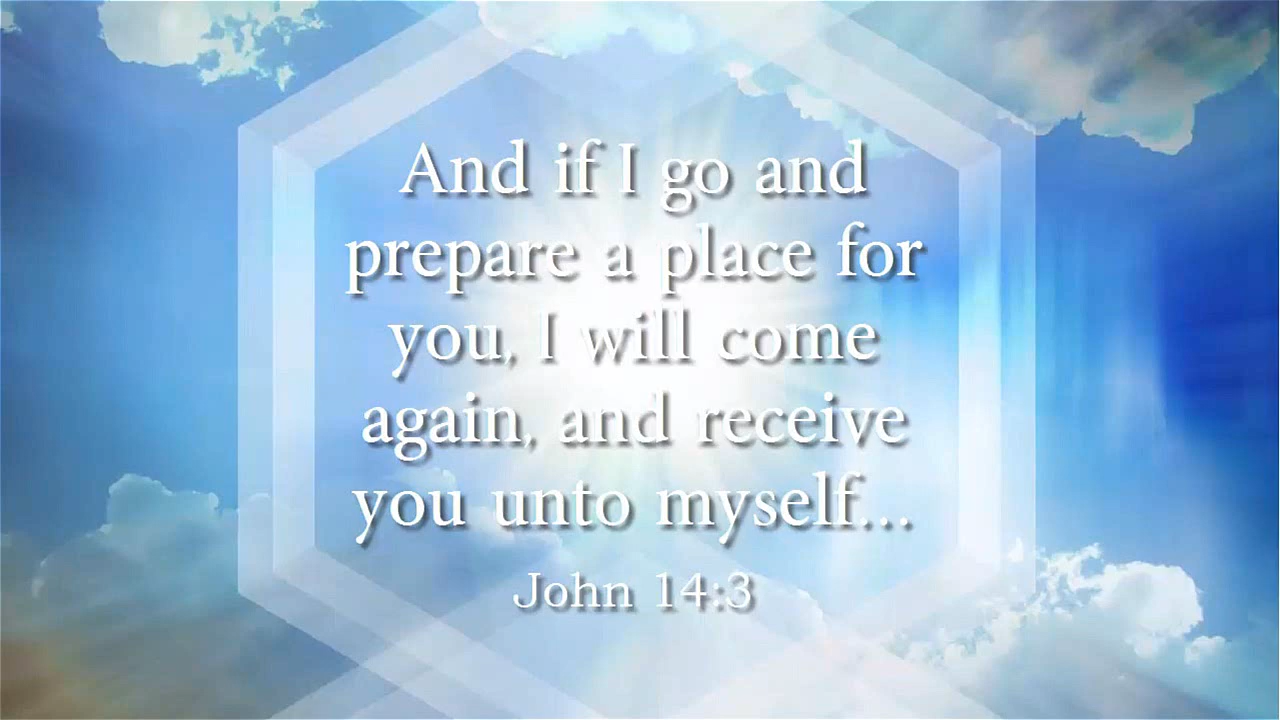 And if I go and
prepare a place for
you, I will come
again, and receive
you unto myself...
John 14:3